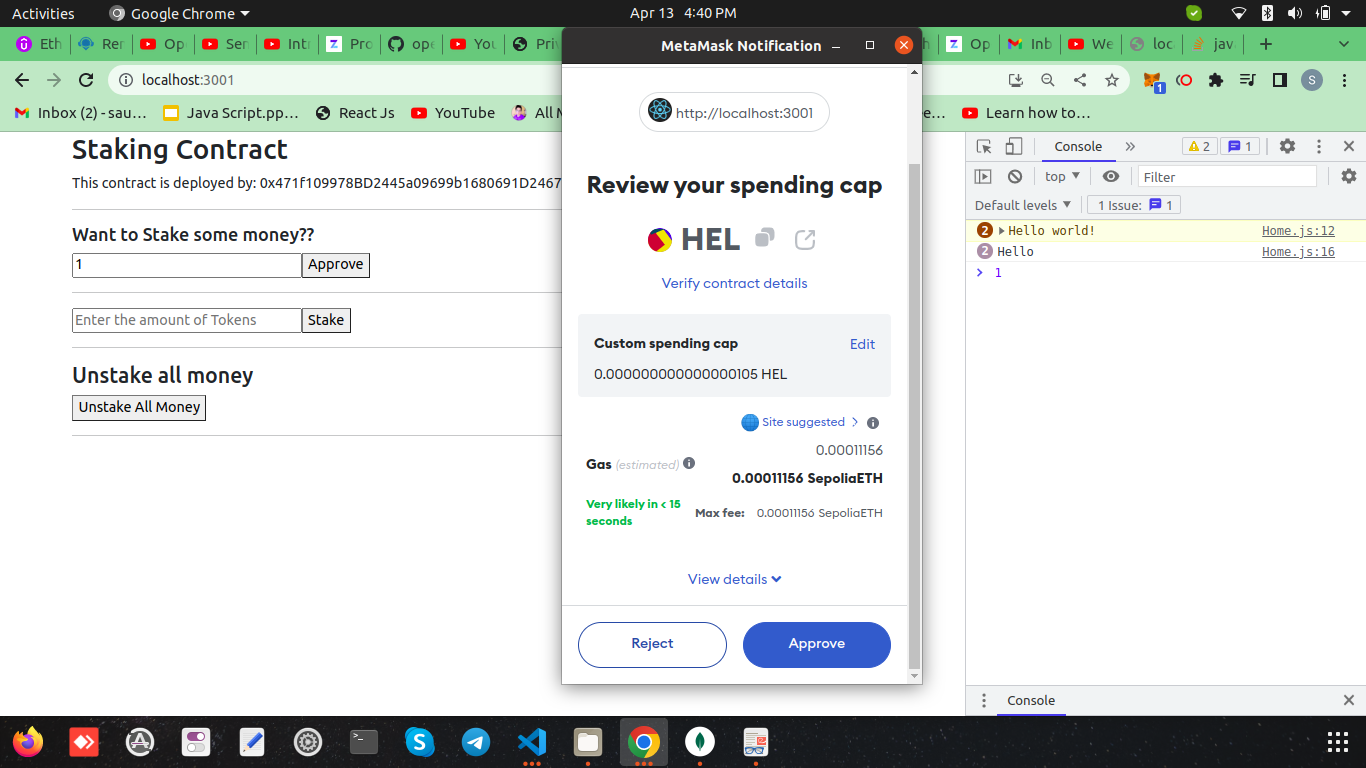 Activities Google Chrome Apr 13 4:40 PM
Eth Rer Op Ser Intr Pro ope You Priv Op Inb We loc jav
MetaMask Notification
localhost:3001
1
S
Inbox (2) - sau… Java Script.pp… React Js YouTube All M e… Learn how to…
http://localhost:3001
Staking Contract
This contract is deployed by: 0x471f109978BD2445a09699b1680691D2467
Want to Stake some money??
1 Approve
Enter the amount of Tokens Stake
Unstake all money
Unstake All Money
Review your spending cap
HEL
Verify contract details
Custom spending cap Edit
0.000000000000000105 HEL
Site suggested
0.00011156
Gas (estimated)
0.00011156 SepoliaETH
Very likely in < 15 seconds
Max fee: 0.00011156 SepoliaETH
View details
Reject Approve
Console 2 1
top Filter
Default levels 1 Issue: 1
2 Hello world! Home.js:12
2 Hello Home.js:16
1
Console